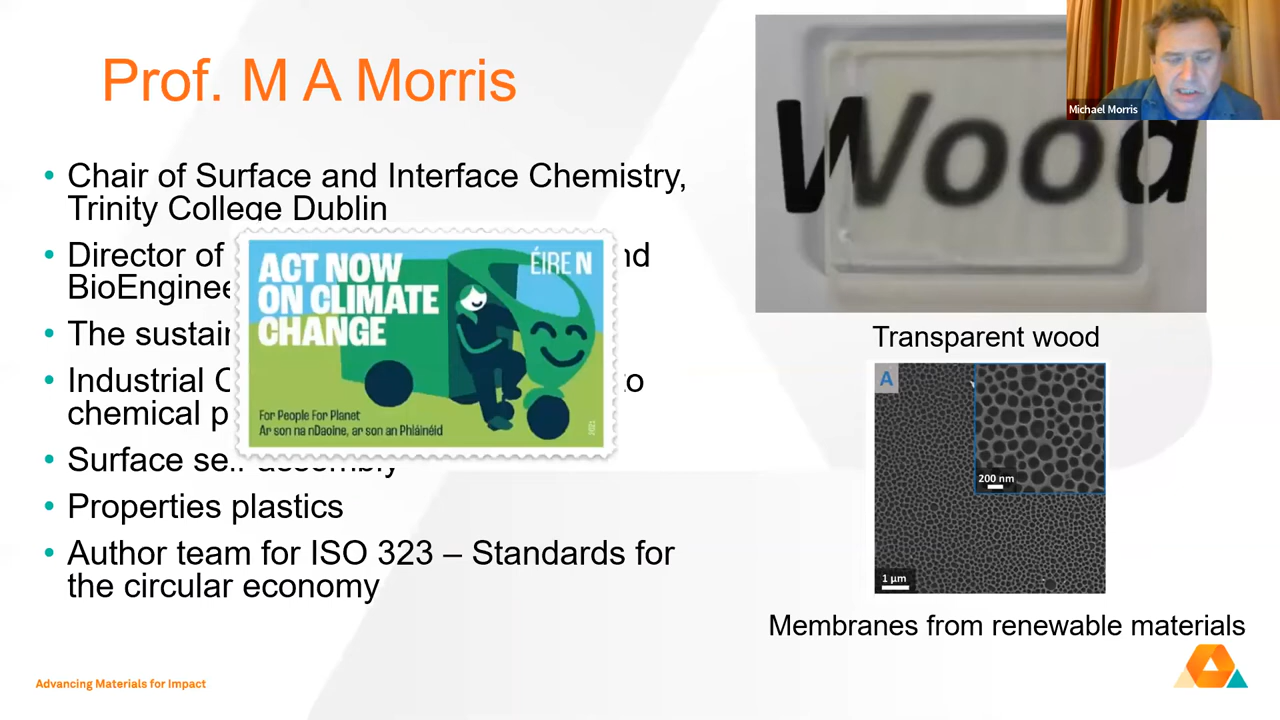 Prof. M A Morris
Chair of Surface and Interface Chemistry,
Trinity College Dublin
Director of
BioEnginee
The sustain
Industrial C
to
chemical p
Surface self assembly
Properties plastics
Author team for ISO 323 – Standards for
the circular economy
ACT NOW
ON CLIMATE
CHANGE
ÉIRE N
For People For Planet
Ar son na nDaoine, ar son an Phláinéid
2021
Wood
Michael Morris
Transparent wood
A
200 nm
1 µm
Membranes from renewable materials
Advancing Materials for Impact